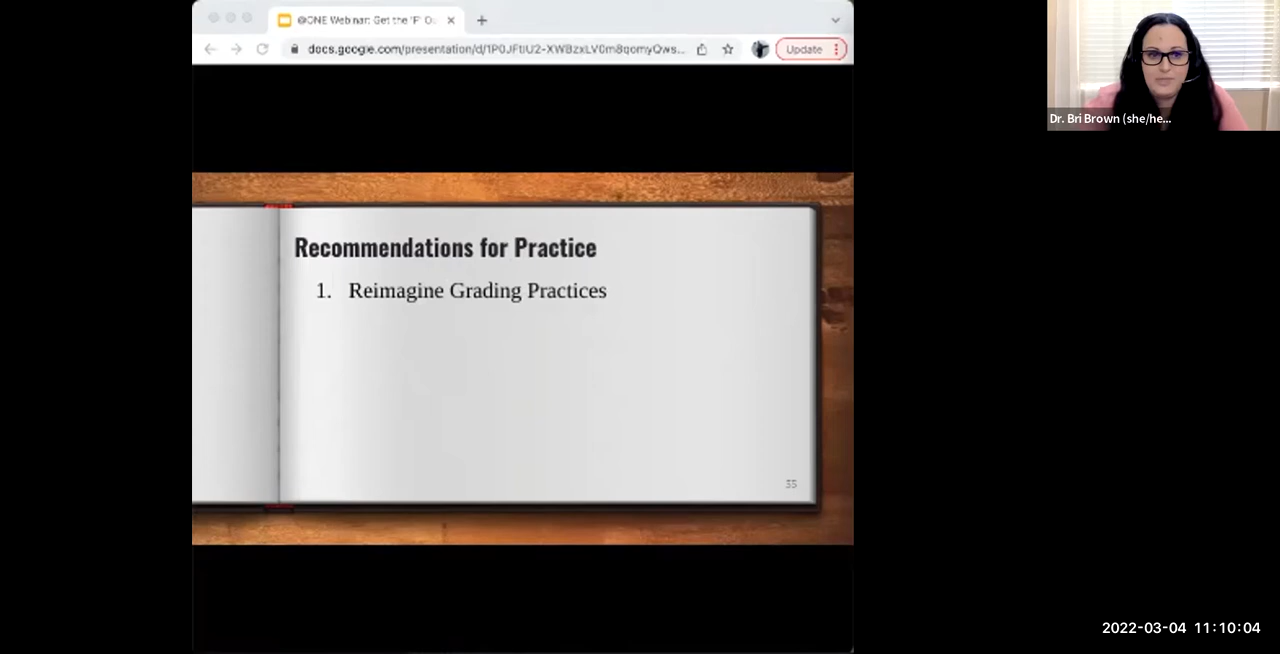 @ONE Webinar: Get the 'F' Ou
Update
Dr. Bri Brown (she/he...
Recommendations for Practice
1. Reimagine Grading Practices
35
2022-03-04 11:10:04